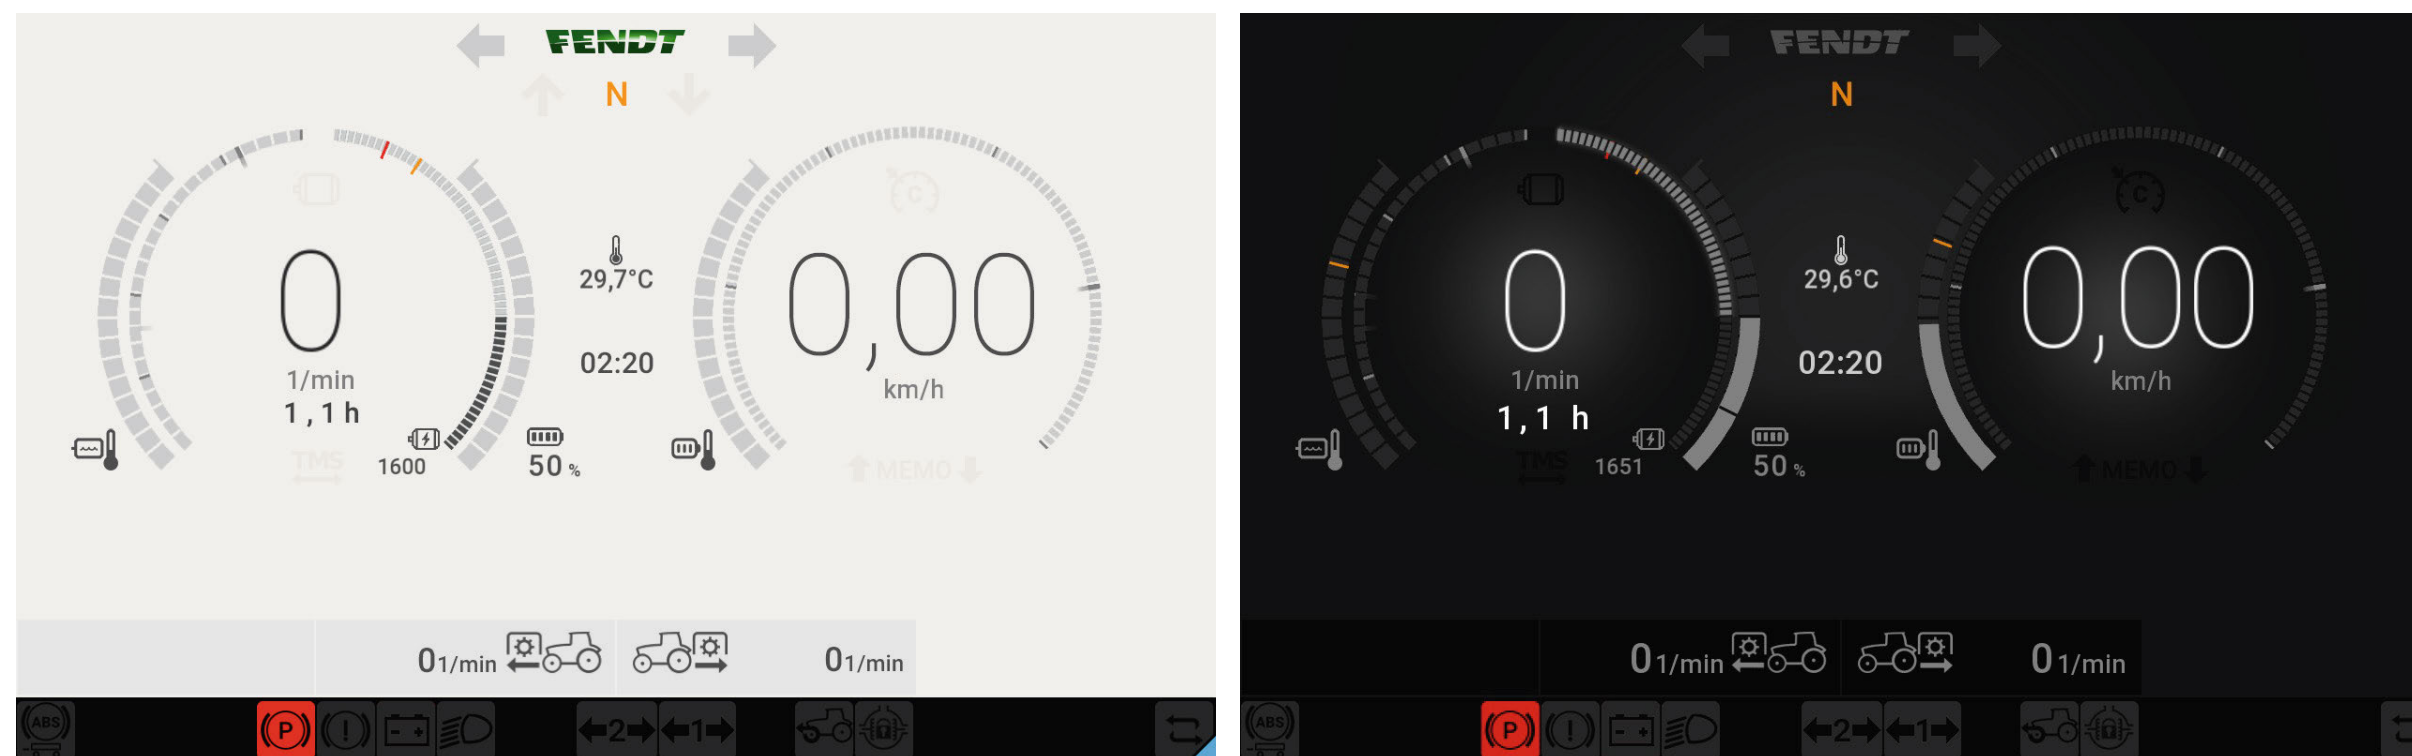 FENDT
N
29,7°C
0
0,00
02:20
1/min
km/h
1,1 h
TMS
1600
50 %
MEMO
0 1/min
0 1/min
ABS
P
!
- +
2
1
FENDT
N
C
29,6°C
0
0,00
02:20
1/min
km/h
1,1 h
TMS
1651
50 %
MEMO
0 1/min
0 1/min
ABS
P
!
- +
2
1